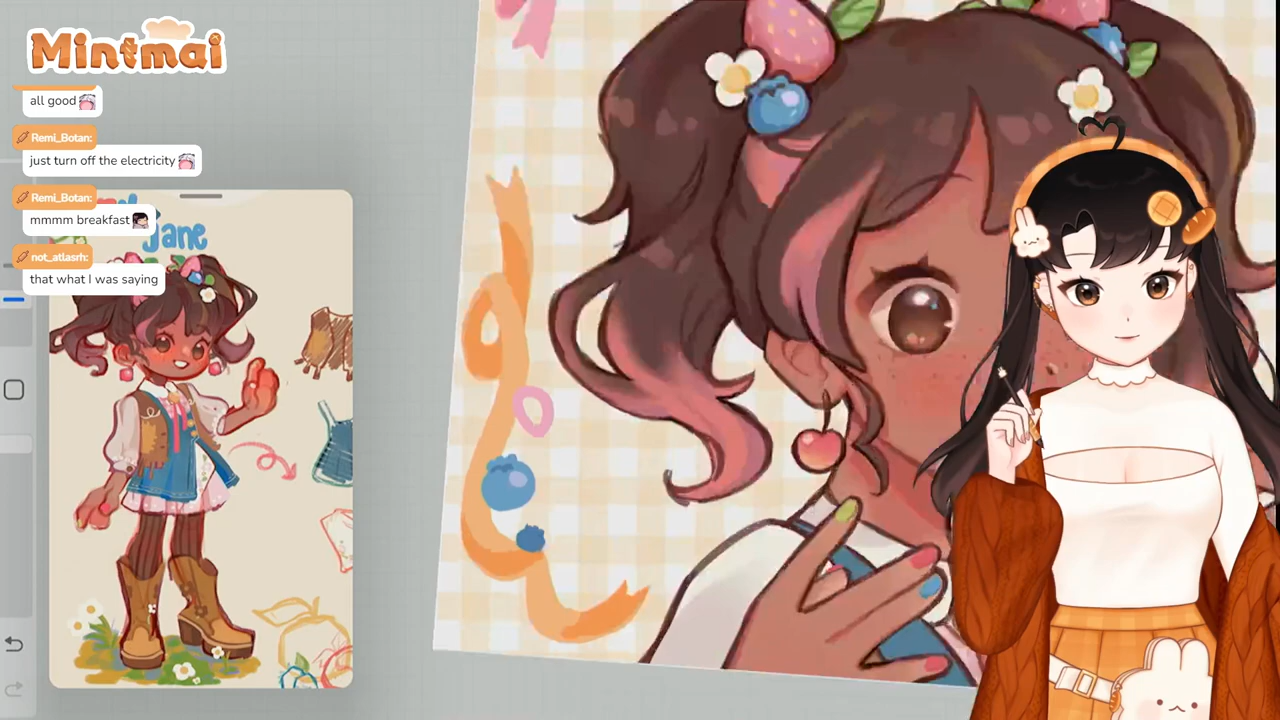 Mintmai
all good
Remi_Botan:
just turn off the electricity
Remi_Botan:
mmmm breakfast
not_atlasrh:
that what I was saying
Jane